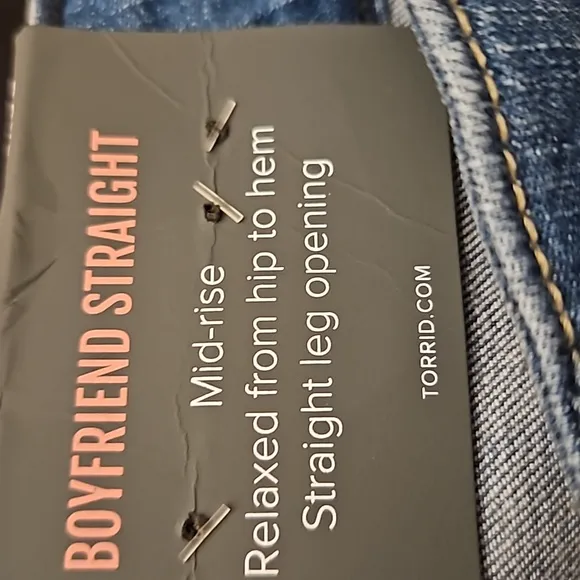 BOYFRIEND STRAIGHT
Mid-rise
Relaxed from hip to hem
Straight leg opening
TORRID.COM